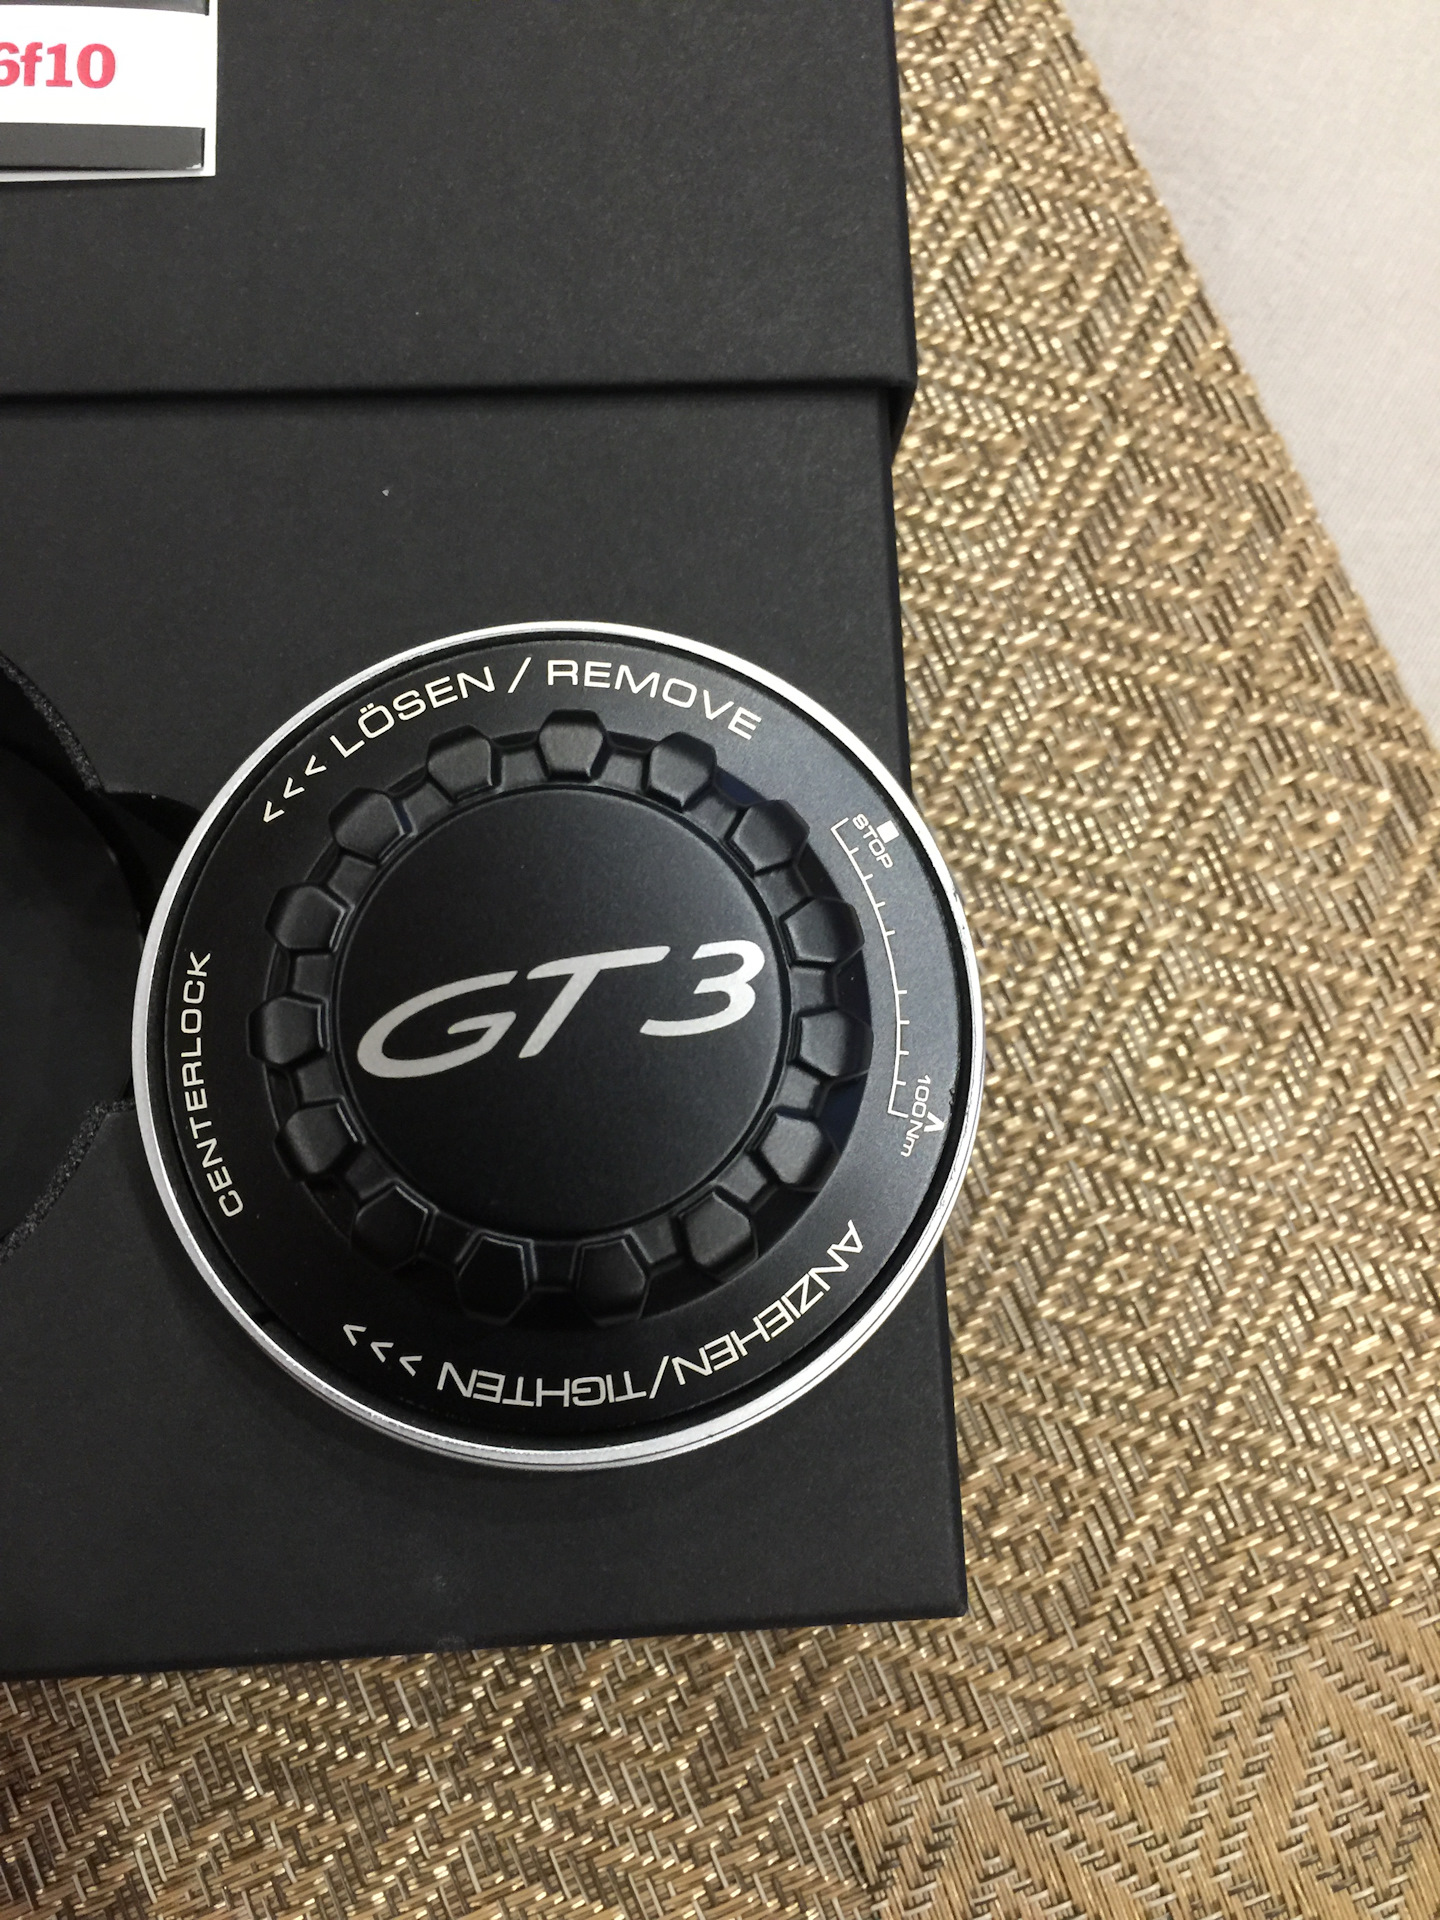 6f10
<<< LÖSEN / REMOVE
STOP
CENTERLOCK
GT3
100Nm
ANZIEHEN/TIGHTEN >>>